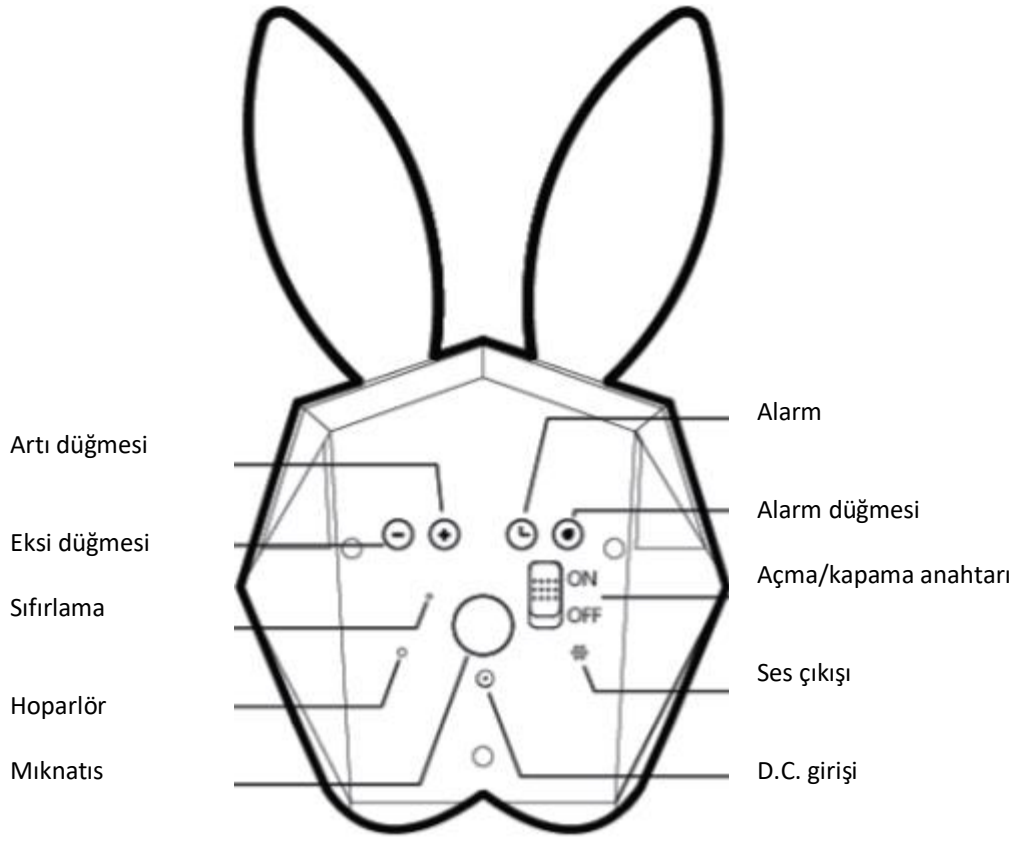 Alarm
Artı düğmesi
Alarm düğmesi
Eksi düğmesi
ON
Açma/kapama anahtarı
Sıfırlama
OFF
Ses çıkışı
Hoparlör
Mıknatıs
D.C. girişi